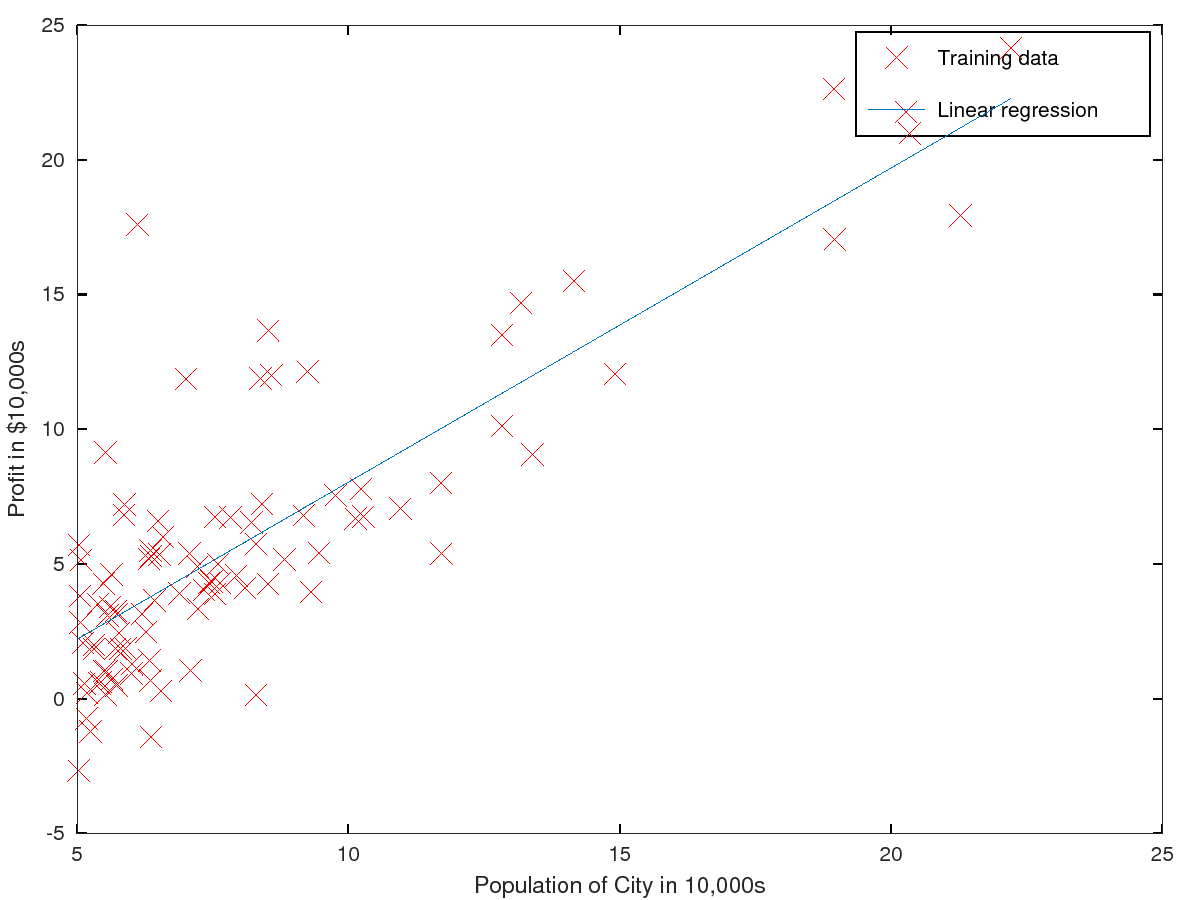 25
20
15
10
5
0
-5
5 10 15 20 25
Profit in $10,000s
Population of City in 10,000s
Training data
Linear regression